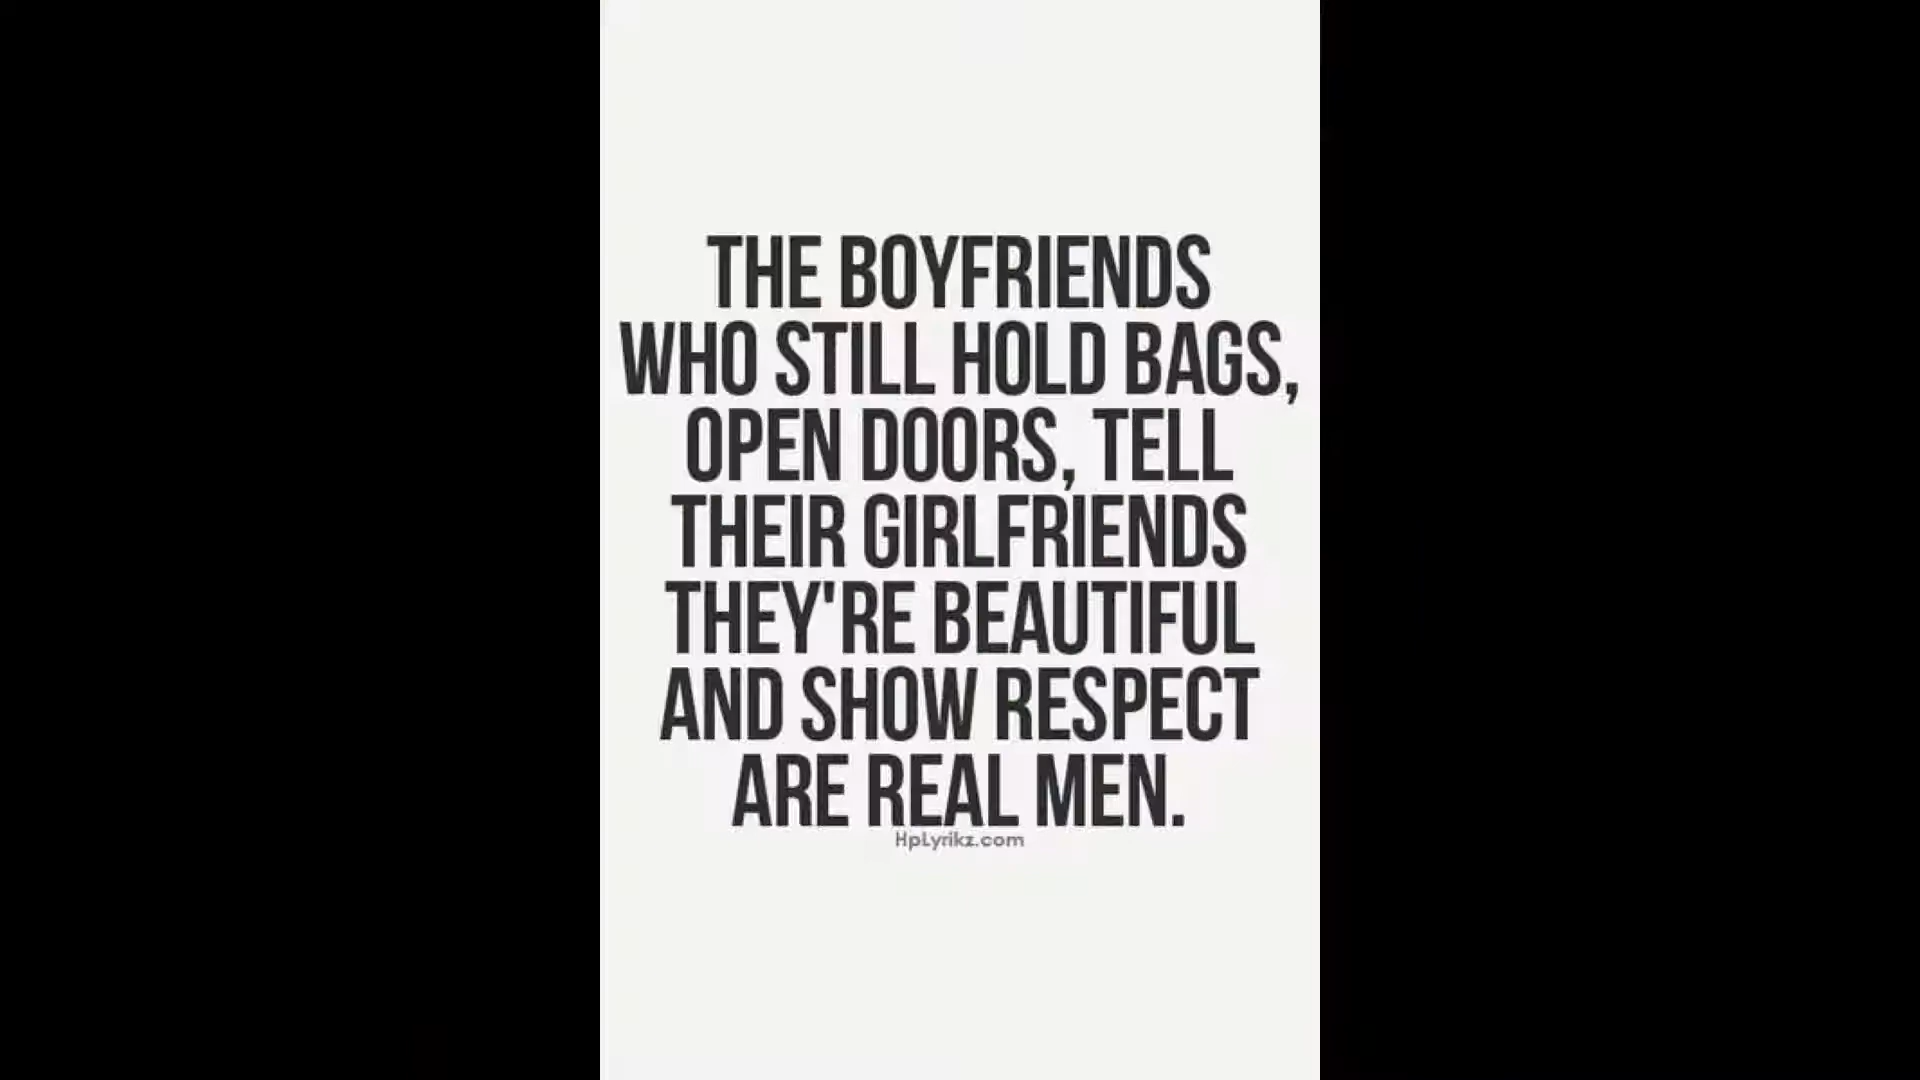 THE BOYFRIENDS
WHO STILL HOLD BAGS,
OPEN DOORS, TELL
THEIR GIRLFRIENDS
THEY'RE BEAUTIFUL
AND SHOW RESPECT
ARE REAL MEN.
HpLyrikz.com